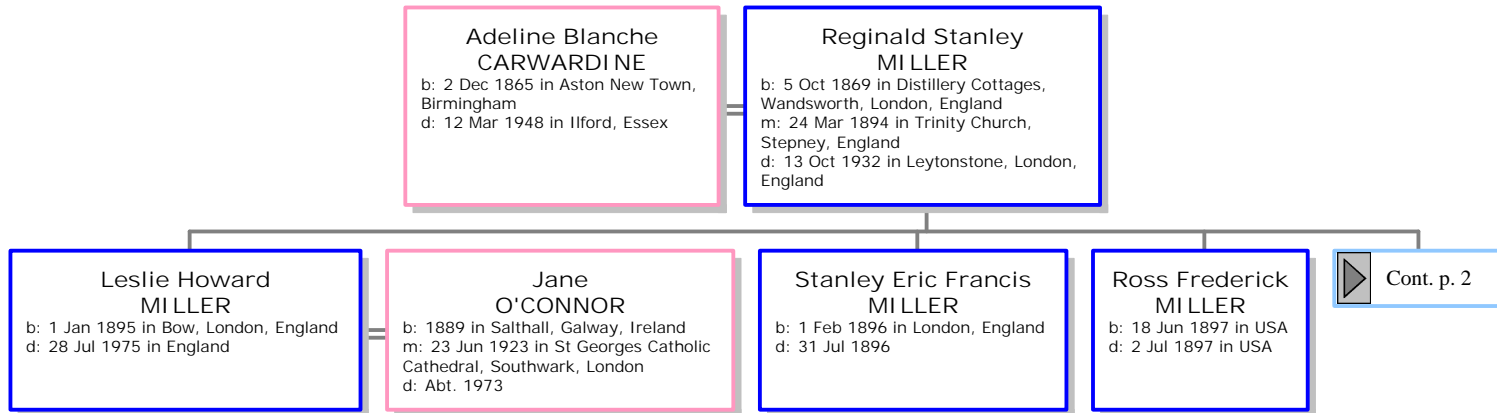 Adeline Blanche
CARWARDINE
b: 2 Dec 1865 in Aston New Town,
Birmingham
d: 12 Mar 1948 in Ilford, Essex
Reginald Stanley
MILLER
b: 5 Oct 1869 in Distillery Cottages,
Wandsworth, London, England
m: 24 Mar 1894 in Trinity Church,
Stepney, England
d: 13 Oct 1932 in Leytonstone, London,
England
Leslie Howard
MILLER
b: 1 Jan 1895 in Bow, London, England
d: 28 Jul 1975 in England
Jane
O'CONNOR
b: 1889 in Salthall, Galway, Ireland
m: 23 Jun 1923 in St Georges Catholic
Cathedral, Southwark, London
d: Abt. 1973
Stanley Eric Francis
MILLER
b: 1 Feb 1896 in London, England
d: 31 Jul 1896
Ross Frederick
MILLER
b: 18 Jun 1897 in USA
d: 2 Jul 1897 in USA
Cont. p. 2